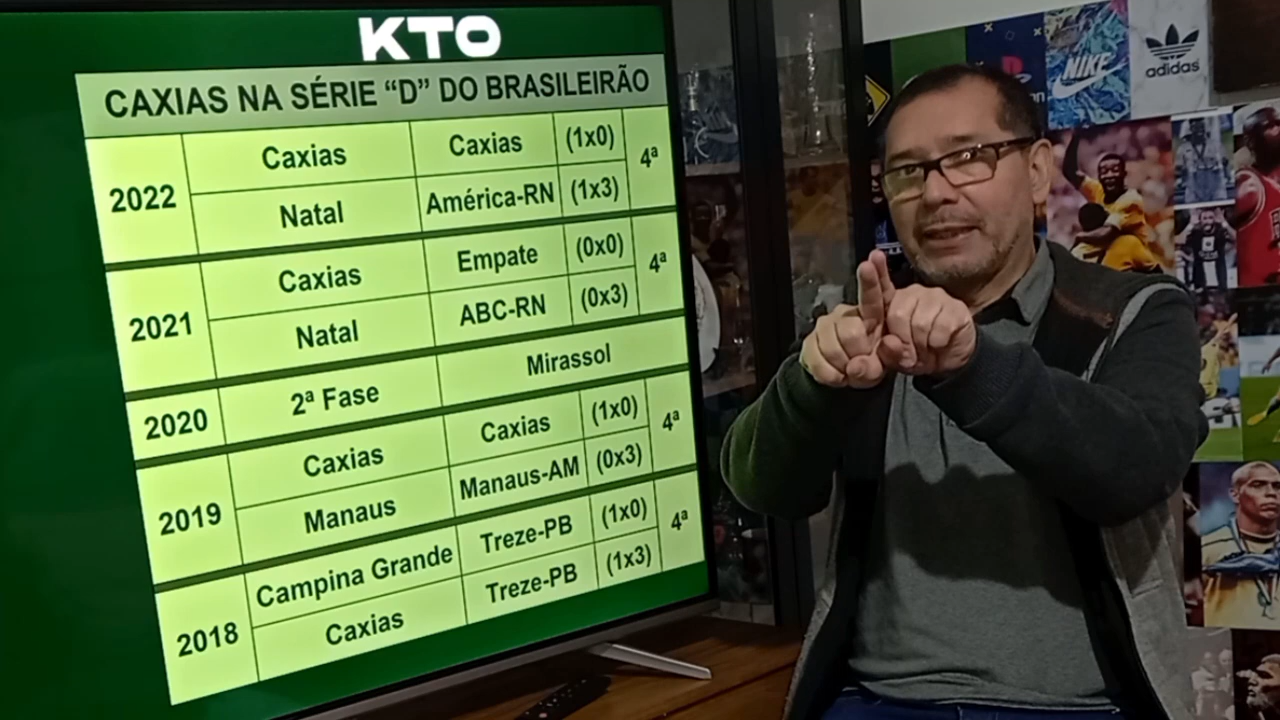 KTO
CAXIAS NA SÉRIE “D” DO BRASILEIRÃO
2022 Caxias Caxias (1x0) 4ª
Natal América-RN (1x3)
2021 Caxias Empate (0x0) 4ª
Natal ABC-RN (0x3)
2020 2ª Fase Mirassol
2019 Caxias Caxias (1x0) 4ª
Manaus Manaus-AM (0x3)
2018 Campina Grande Treze-PB (1x0) 4ª
Caxias Treze-PB (1x3)
NIKE
adidas